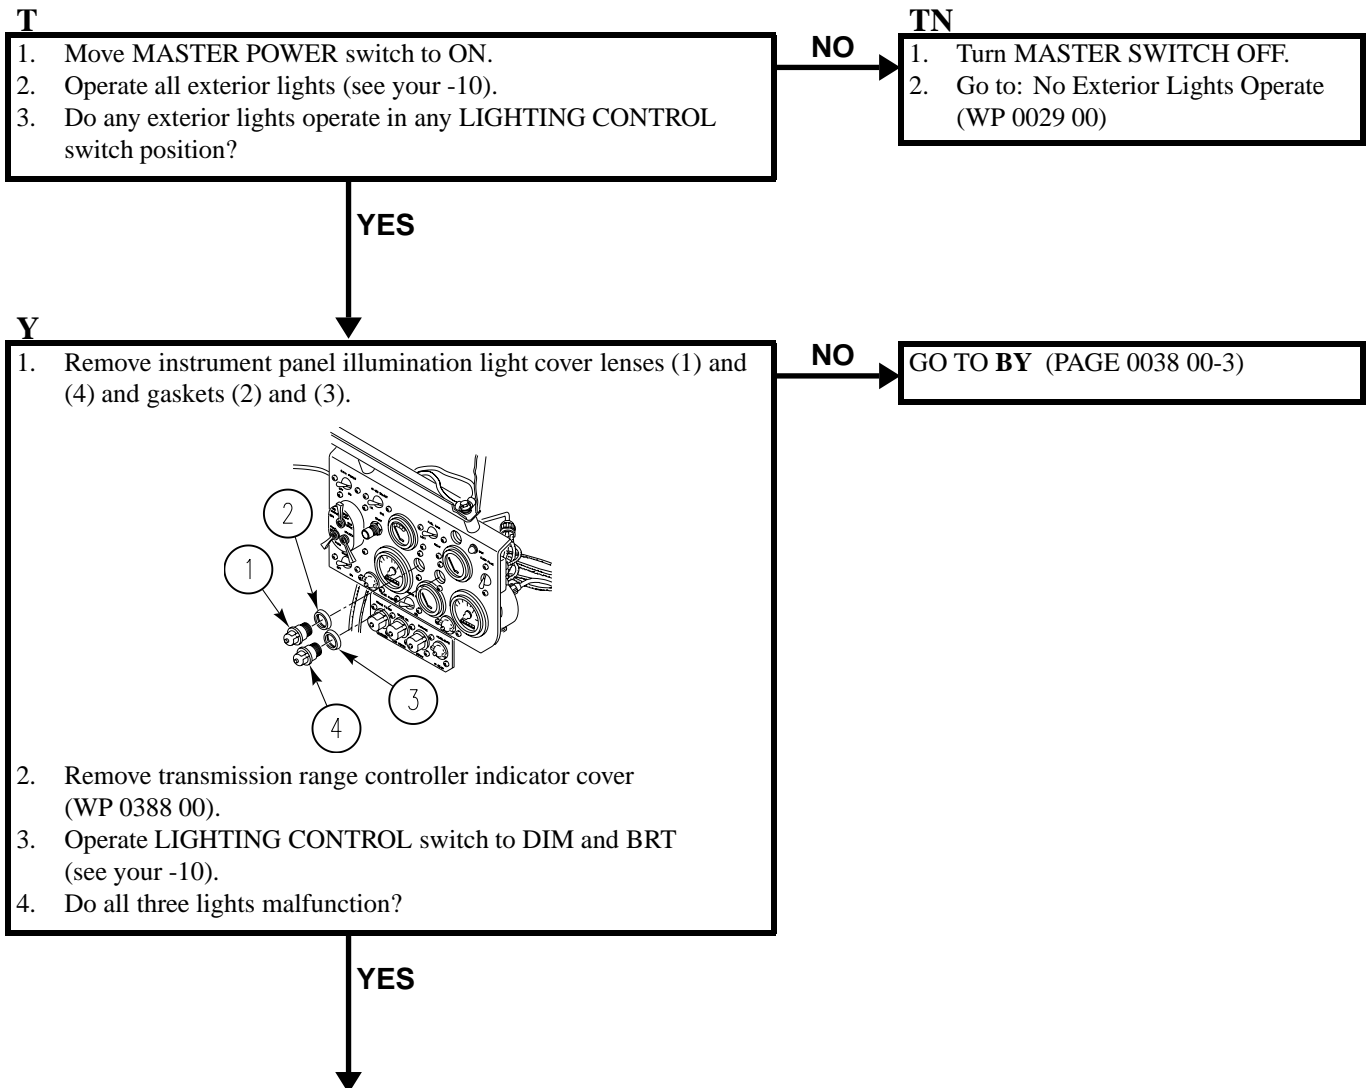 T
1. Move MASTER POWER switch to ON.
2. Operate all exterior lights (see your -10).
3. Do any exterior lights operate in any LIGHTING CONTROL
switch position?
NO
TN
1. Turn MASTER SWITCH OFF.
2. Go to: No Exterior Lights Operate
(WP 0029 00)
YES
Y
1. Remove instrument panel illumination light cover lenses (1) and
(4) and gaskets (2) and (3).
NO
GO TO BY (PAGE 0038 00-3)
2
1
3
4
2. Remove transmission range controller indicator cover
(WP 0388 00).
3. Operate LIGHTING CONTROL switch to DIM and BRT
(see your -10).
4. Do all three lights malfunction?
YES